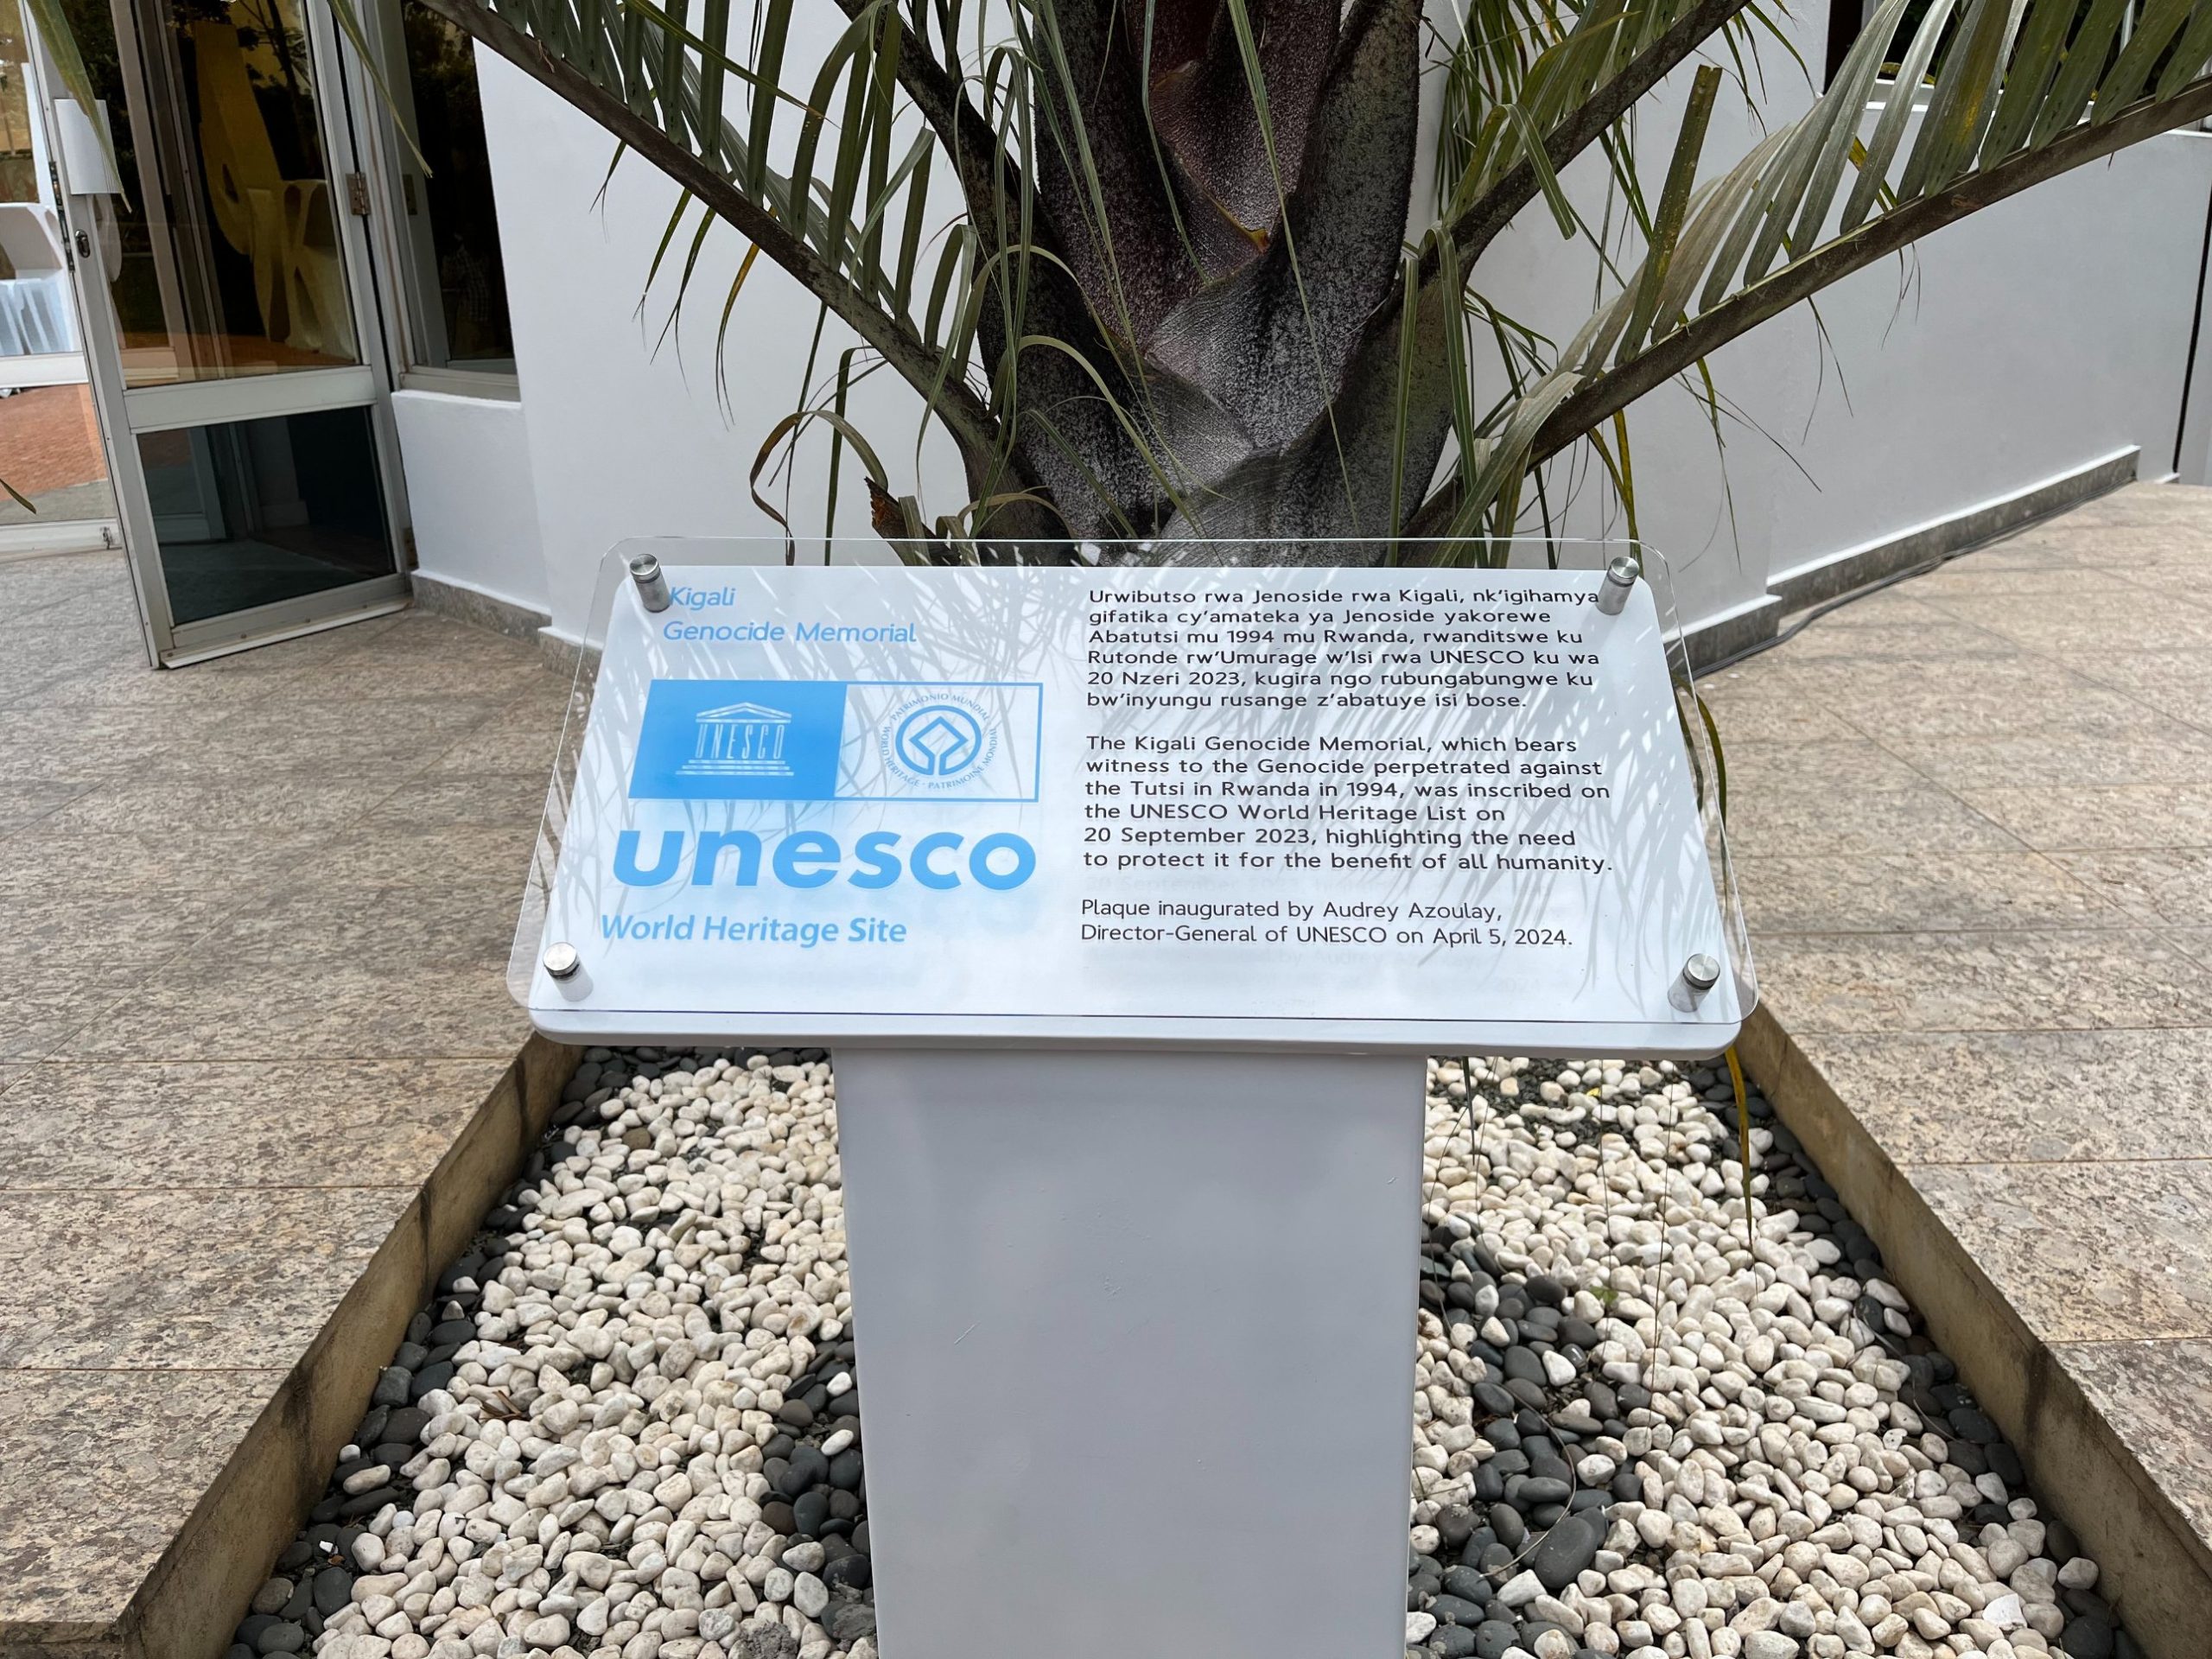 Kigali
Genocide Memorial
UNESCO
WORLD HERITAGE · PATRIMOINE MONDIAL · PATRIMONIO MUNDIAL
unesco
World Heritage Site
Urwibutso rwa Jenoside rwa Kigali, nk'igihamya
gifatika cy'amateka ya Jenoside yakorewe
Abatutsi mu 1994 mu Rwanda, rwanditswe ku
Rutonde rw'Umurage w'Isi rwa UNESCO ku wa
20 Nzeri 2023, kugira ngo rubungabungwe ku
bw'inyungu rusange z'abatuye isi bose.
The Kigali Genocide Memorial, which bears
witness to the Genocide perpetrated against
the Tutsi in Rwanda in 1994, was inscribed on
the UNESCO World Heritage List on
20 September 2023, highlighting the need
to protect it for the benefit of all humanity.
Plaque inaugurated by Audrey Azoulay,
Director-General of UNESCO on April 5, 2024.